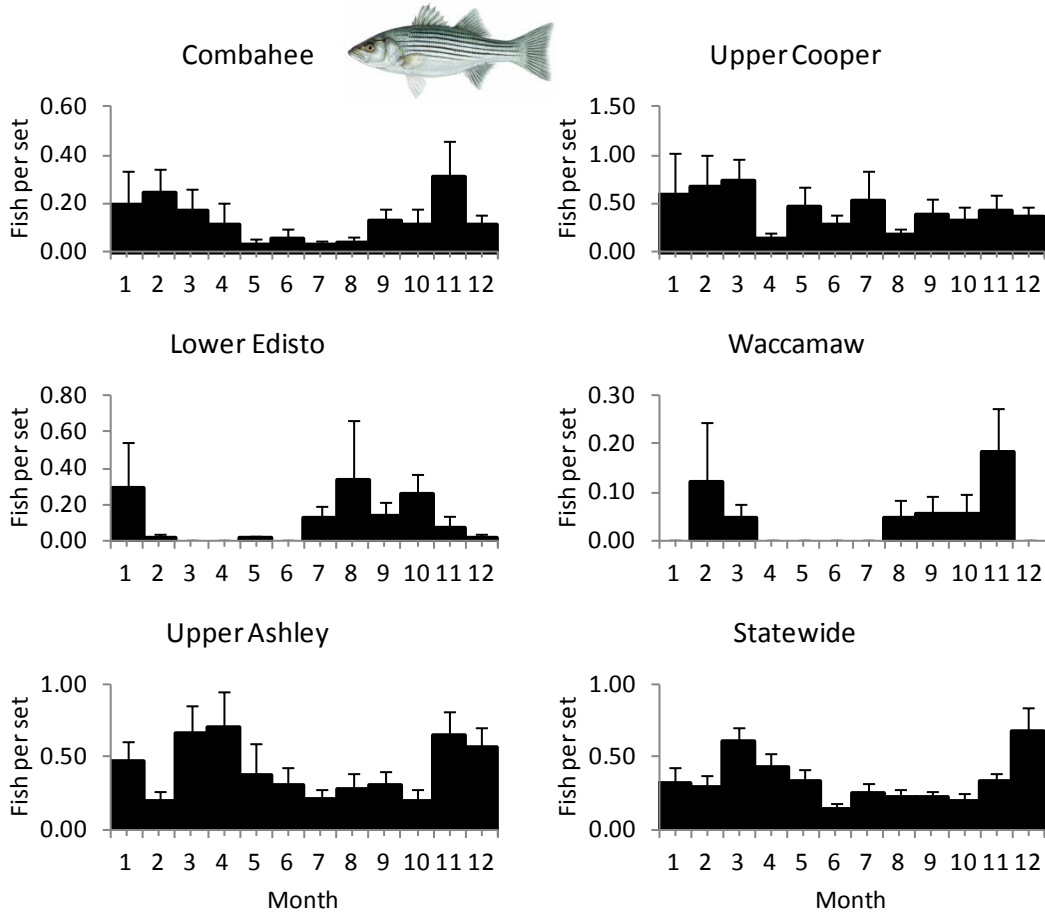 Combahee
Fish per set
0.60
0.40
0.20
0.00
1 2 3 4 5 6 7 8 9 10 11 12
Upper Cooper
Fish per set
1.50
1.00
0.50
0.00
1 2 3 4 5 6 7 8 9 10 11 12
Lower Edisto
Fish per set
0.80
0.60
0.40
0.20
0.00
1 2 3 4 5 6 7 8 9 10 11 12
Waccamaw
Fish per set
0.30
0.20
0.10
0.00
1 2 3 4 5 6 7 8 9 10 11 12
Upper Ashley
Fish per set
1.00
0.50
0.00
1 2 3 4 5 6 7 8 9 10 11 12
Month
Statewide
Fish per set
1.00
0.50
0.00
1 2 3 4 5 6 7 8 9 10 11 12
Month